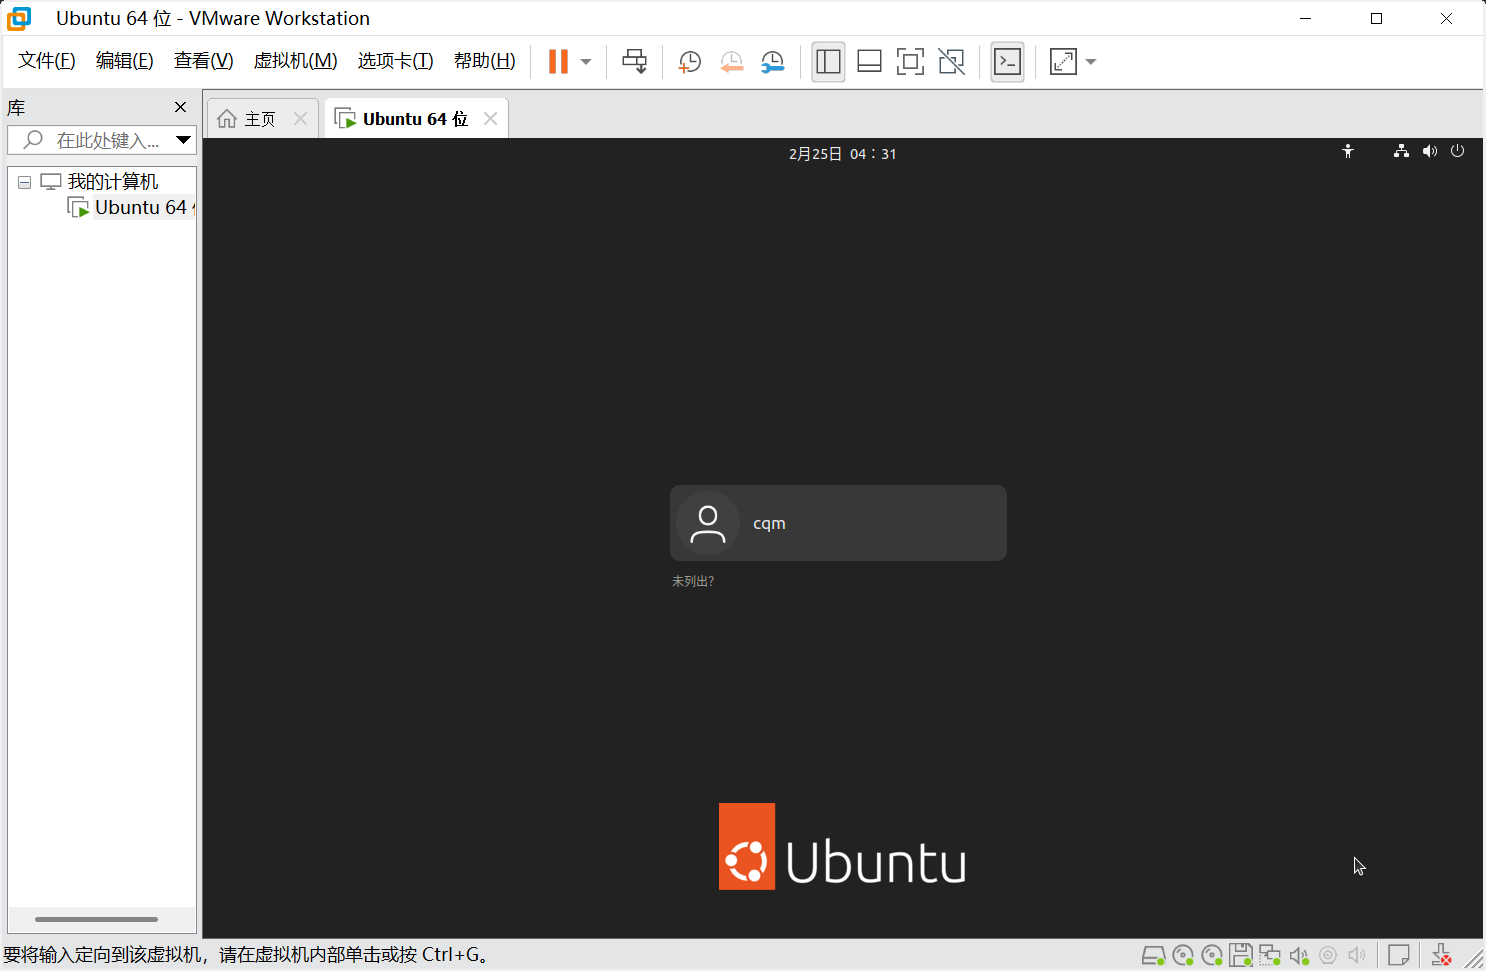 Ubuntu 64 位 - VMware Workstation
文件(F) 编辑(E) 查看(V) 虚拟机(M) 选项卡(T) 帮助(H)
库
主页
Ubuntu 64 位
在此处键入...
2月25日 04：31
我的计算机
Ubuntu 64
cqm
未列出？
Ubuntu
要将输入定向到该虚拟机，请在虚拟机内部单击或按 Ctrl+G。